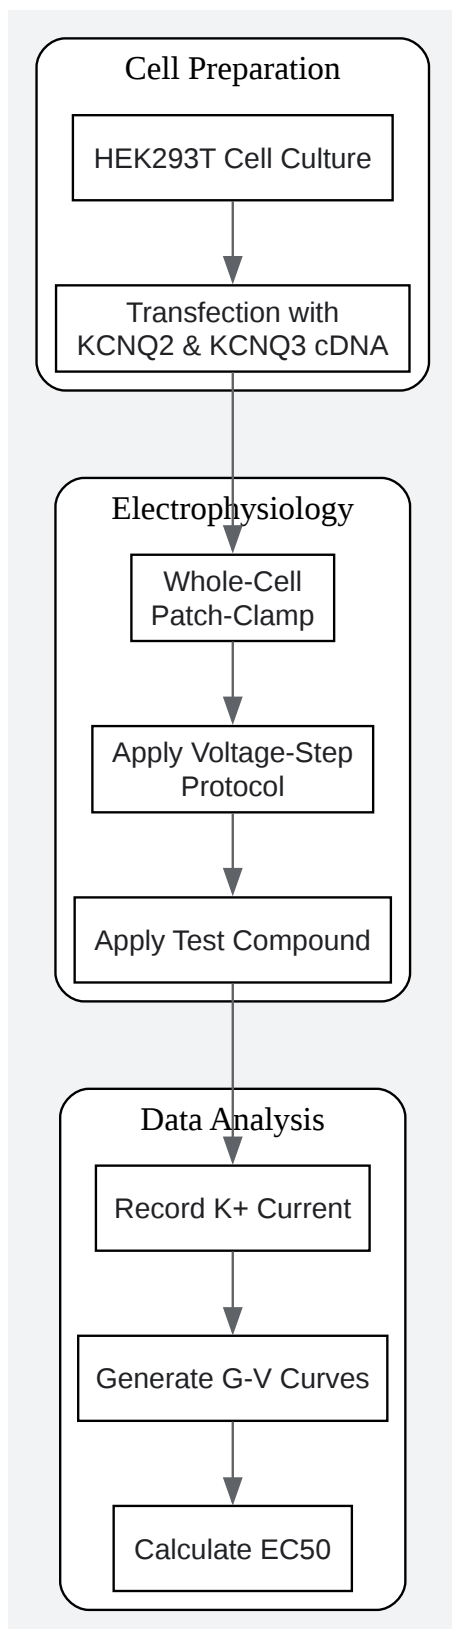 Cell Preparation
HEK293T Cell Culture
Transfection with
KCNQ2 & KCNQ3 cDNA
Electrophysiology
Whole-Cell
Patch-Clamp
Apply Voltage-Step
Protocol
Apply Test Compound
Data Analysis
Record K+ Current
Generate G-V Curves
Calculate EC50